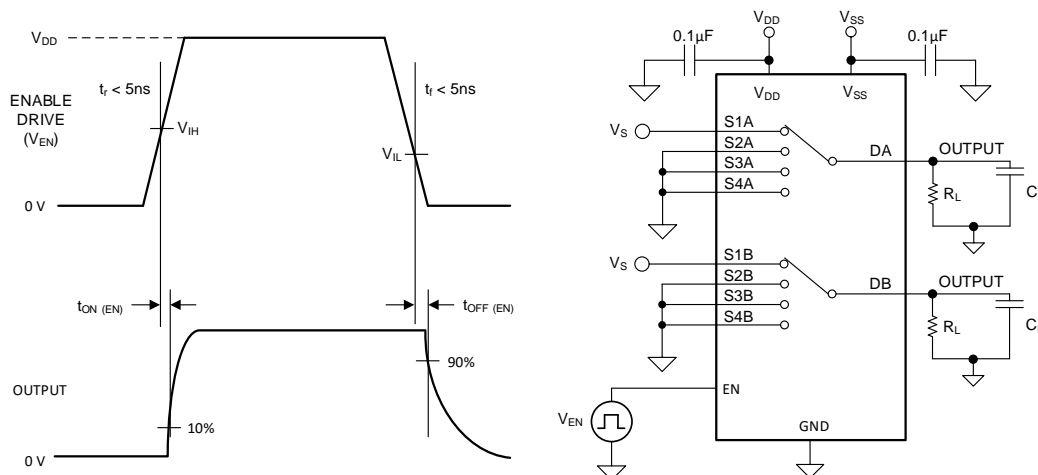 VDD
tr < 5ns
tf < 5ns
ENABLE
DRIVE
(VEN)
VIH
VIL
0 V
tON (EN)
tOFF (EN)
90%
OUTPUT
10%
0 V
VDD
VSS
0.1µF
0.1µF
VDD
VSS
VS
S1A
S2A
S3A
S4A
DA
OUTPUT
RL
C
VS
S1B
S2B
S3B
S4B
DB
OUTPUT
RL
C
EN
VEN
GND